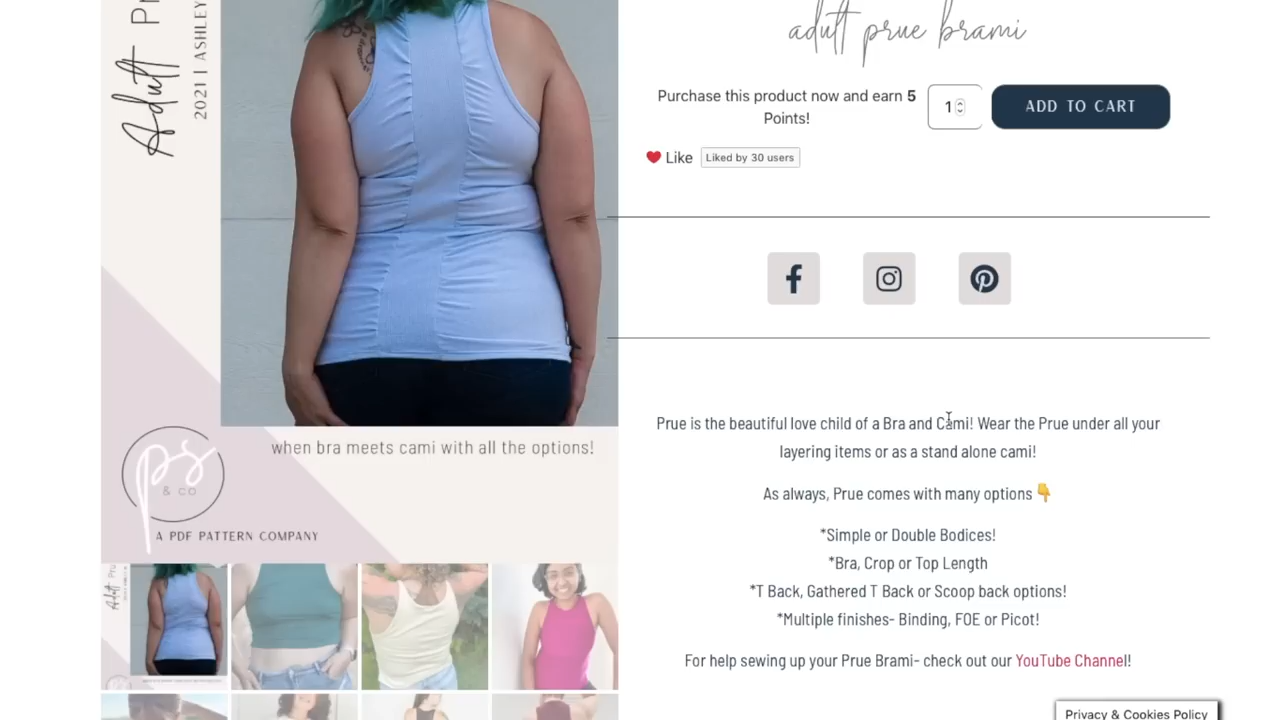 Adult Pr
2021 | ASHLEY
when bra meets cami with all the options!
ps
& co
A PDF PATTERN COMPANY
adult prue brami
Purchase this product now and earn 5
Points!
1
ADD TO CART
Like
Liked by 30 users
Prue is the beautiful love child of a Bra and Cami! Wear the Prue under all your
layering items or as a stand alone cami!
As always, Prue comes with many options 👇
*Simple or Double Bodices!
*Bra, Crop or Top Length
*T Back, Gathered T Back or Scoop back options!
*Multiple finishes- Binding, FOE or Picot!
For help sewing up your Prue Brami- check out our YouTube Channel!
Privacy & Cookies Policy